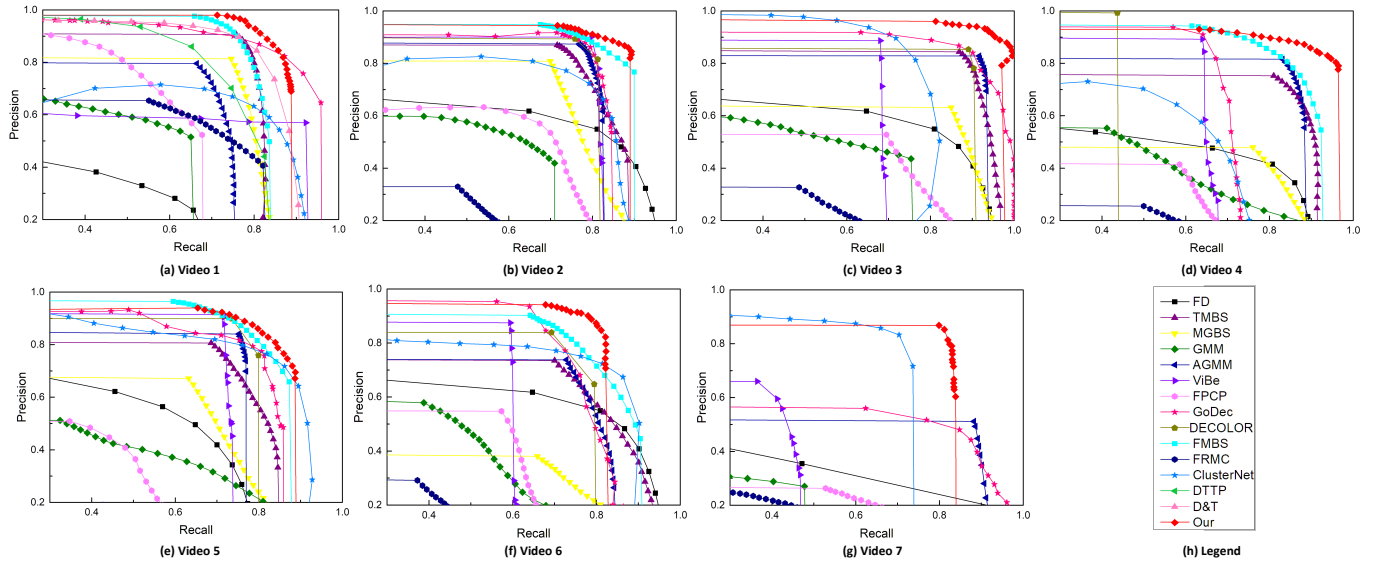 1.0
0.8
0.6
0.4
0.2
Precision
0.4 0.6 0.8 1.0
Recall
(a) Video 1
1.0
0.8
0.6
0.4
0.2
Precision
0.4 0.6 0.8 1.0
Recall
(b) Video 2
1.0
0.8
0.6
0.4
0.2
Precision
0.4 0.6 0.8 1.0
Recall
(c) Video 3
1.0
0.8
0.6
0.4
0.2
Precision
0.4 0.6 0.8 1.0
Recall
(d) Video 4
1.0
0.8
0.6
0.4
0.2
Precision
0.4 0.6 0.8 1.0
Recall
(e) Video 5
1.0
0.8
0.6
0.4
0.2
Precision
0.4 0.6 0.8 1.0
Recall
(f) Video 6
1.0
0.8
0.6
0.4
0.2
Precision
0.4 0.6 0.8 1.0
Recall
(g) Video 7
FD
TMBS
MGBS
GMM
AGMM
ViBe
FPCP
GoDec
DECOLOR
FMBS
FRMC
ClusterNet
DTTP
D&T
Our
(h) Legend